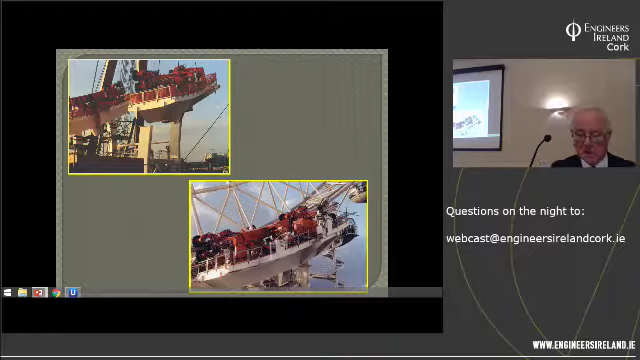 ENGINEERS
IRELAND
Cork
Questions on the night to:
webcast@engineersirelandcork.ie
WWW.ENGINEERSIRELAND.IE